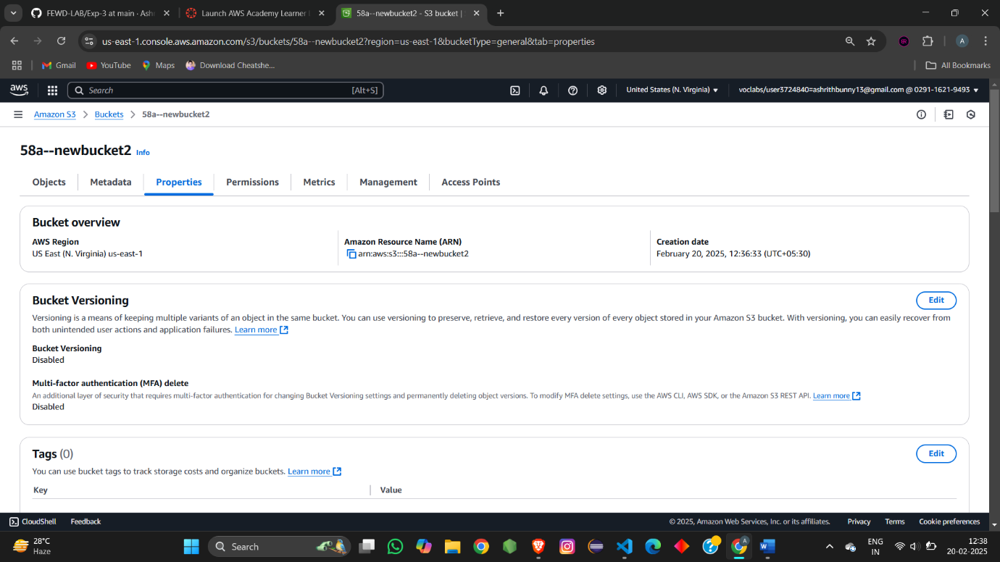 FEWD-LAB/Exp-3 at main · Ash
Launch AWS Academy Learner
58a--newbucket2 - S3 bucket |
us-east-1.console.aws.amazon.com/s3/buckets/58a--newbucket2?region=us-east-1&bucketType=general&tab=properties
A
Gmail
YouTube
Maps
Download Cheatshe...
All Bookmarks
aws
Search
[Alt+S]
United States (N. Virginia)
voclabs/user3724840=ashrithbunny13@gmail.com @ 0291-1621-9493
Amazon S3
Buckets
58a--newbucket2
58a--newbucket2 Info
Objects
Metadata
Properties
Permissions
Metrics
Management
Access Points
Bucket overview
AWS Region
US East (N. Virginia) us-east-1
Amazon Resource Name (ARN)
arn:aws:s3:::58a--newbucket2
Creation date
February 20, 2025, 12:36:33 (UTC+05:30)
Bucket Versioning
Edit
Versioning is a means of keeping multiple variants of an object in the same bucket. You can use versioning to preserve, retrieve, and restore every version of every object stored in your Amazon S3 bucket. With versioning, you can easily recover from
both unintended user actions and application failures. Learn more
Bucket Versioning
Disabled
Multi-factor authentication (MFA) delete
An additional layer of security that requires multi-factor authentication for changing Bucket Versioning settings and permanently deleting object versions. To modify MFA delete settings, use the AWS CLI, AWS SDK, or the Amazon S3 REST API. Learn more
Disabled
Tags (0)
Edit
You can use bucket tags to track storage costs and organize buckets. Learn more
Key
Value
CloudShell
Feedback
© 2025, Amazon Web Services, Inc. or its affiliates.
Privacy
Terms
Cookie preferences
28°C
Haze
Search
ENG
IN
12:38
20-02-2025